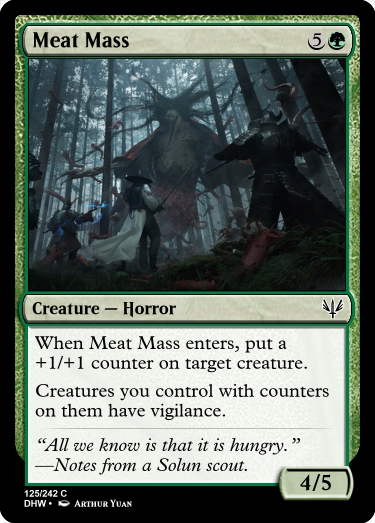 Meat Mass
5
Creature — Horror
When Meat Mass enters, put a
+1/+1 counter on target creature.
Creatures you control with counters
on them have vigilance.
“All we know is that it is hungry.”
—Notes from a Solun scout.
4/5
125/242 C
DHW • Arthur Yuan